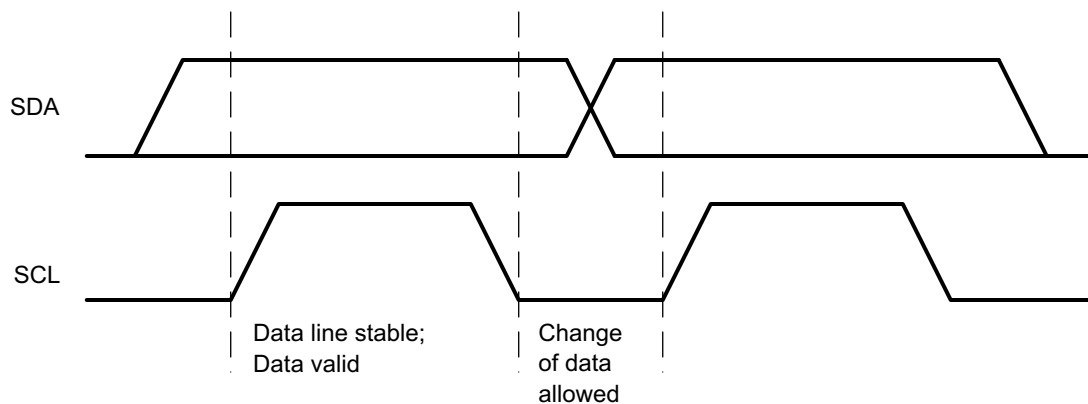 SDA
SCL
Data line stable;
Data valid
Change
of data
allowed